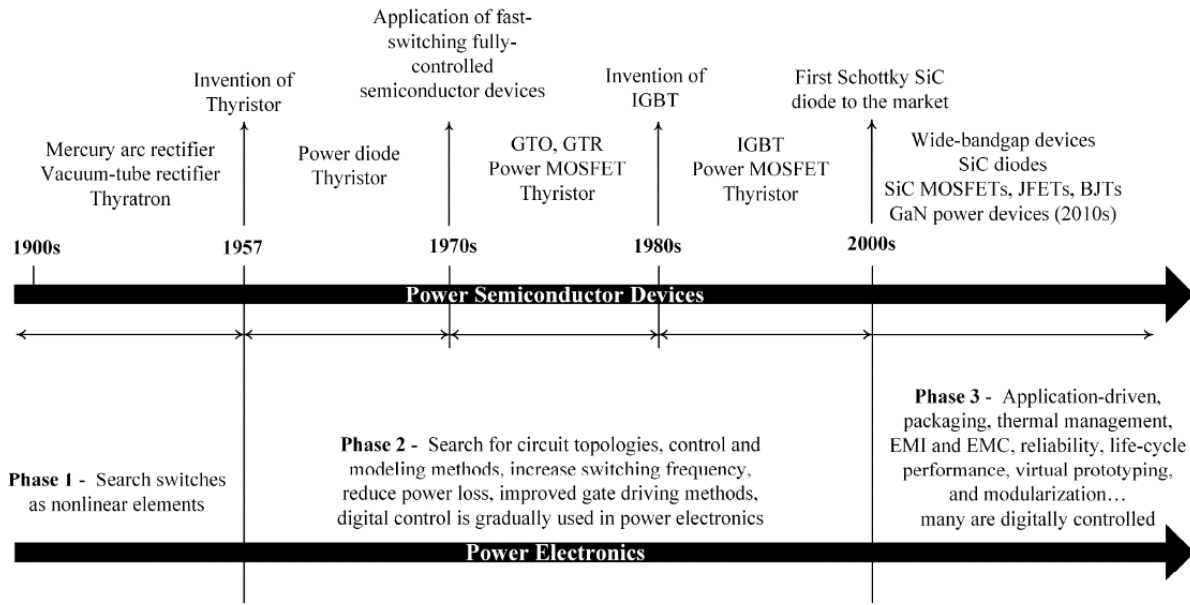 Application of fast-
switching fully-
controlled
semiconductor devices
Invention of
Thyristor
Invention of
IGBT
First Schottky SiC
diode to the market
Mercury arc rectifier
Vacuum-tube rectifier
Thyratron
Power diode
Thyristor
GTO, GTR
Power MOSFET
Thyristor
IGBT
Power MOSFET
Thyristor
Wide-bandgap devices
SiC diodes
SiC MOSFETs, JFETs, BJTs
GaN power devices (2010s)
1900s
1957
1970s
1980s
2000s
Power Semiconductor Devices
Phase 1 - Search switches
as nonlinear elements
Phase 2 - Search for circuit topologies, control and
modeling methods, increase switching frequency,
reduce power loss, improved gate driving methods,
digital control is gradually used in power electronics
Phase 3 - Application-driven,
packaging, thermal management,
EMI and EMC, reliability, life-cycle
performance, virtual prototyping,
and modularization…
many are digitally controlled
Power Electronics